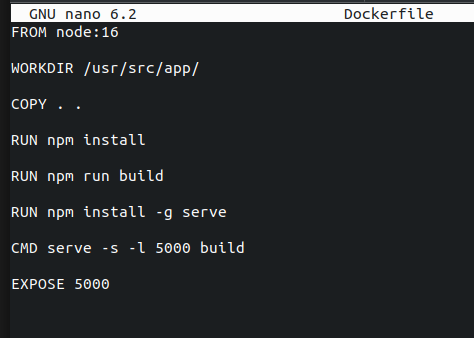 GNU nano 6.2 Dockerfile
FROM node:16
WORKDIR /usr/src/app/
COPY . .
RUN npm install
RUN npm run build
RUN npm install -g serve
CMD serve -s -l 5000 build
EXPOSE 5000